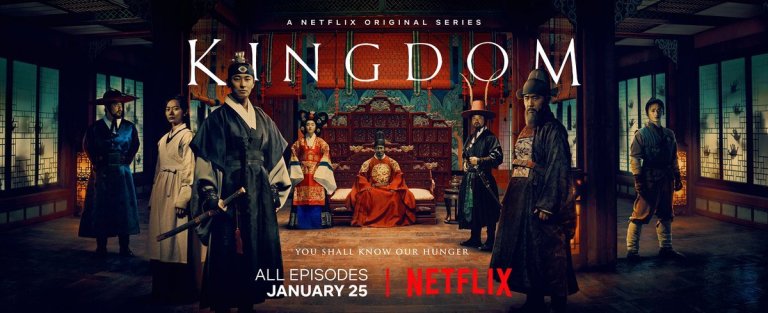 A NETFLIX ORIGINAL SERIES
KINGDOM
YOU SHALL KNOW OUR HUNGER
ALL EPISODES
JANUARY 25
NETFLIX